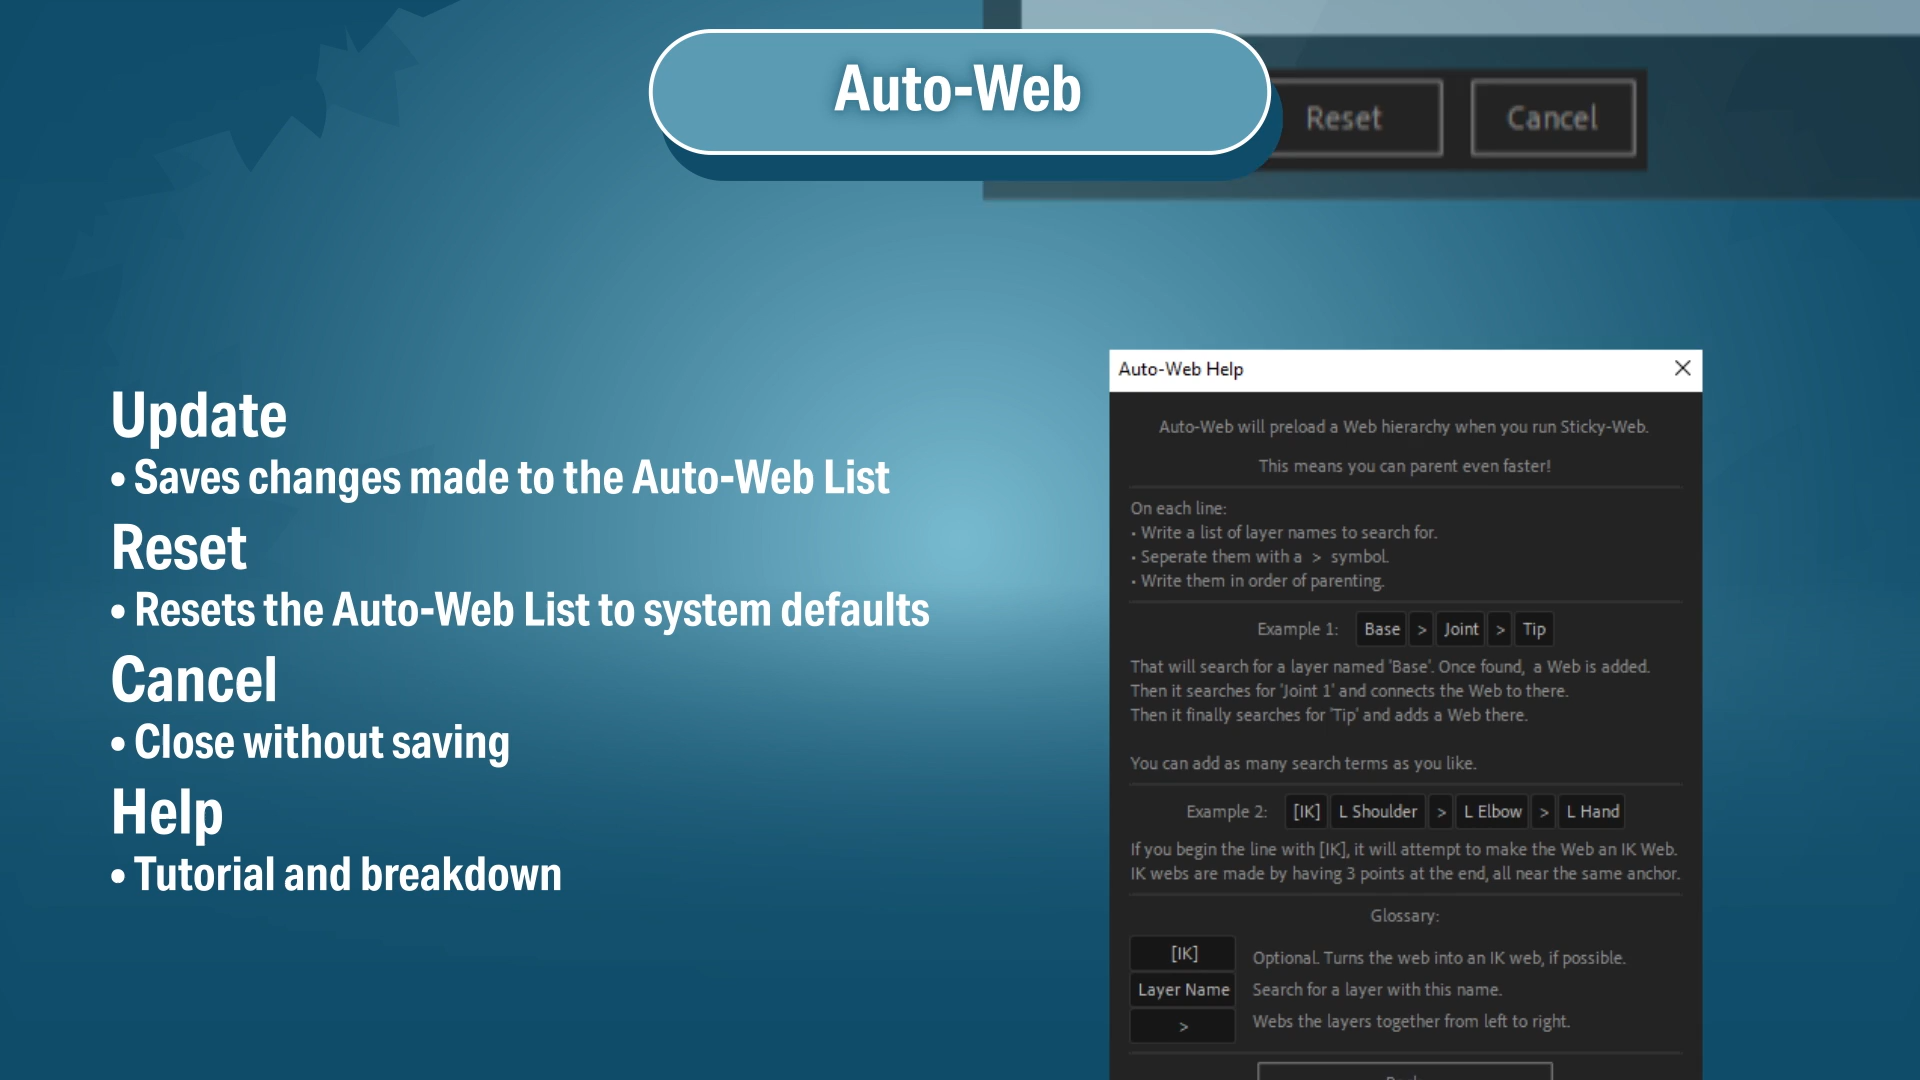 Auto-Web
Reset
Cancel
Update
• Saves changes made to the Auto-Web List
Reset
• Resets the Auto-Web List to system defaults
Cancel
• Close without saving
Help
• Tutorial and breakdown
Auto-Web Help
Auto-Web will preload a Web hierarchy when you run Sticky-Web.
This means you can parent even faster!
On each line:
• Write a list of layer names to search for.
• Seperate them with a > symbol.
• Write them in order of parenting.
Example 1: Base > Joint > Tip
That will search for a layer named 'Base'. Once found, a Web is added.
Then it searches for 'Joint 1' and connects the Web to there.
Then it finally searches for 'Tip' and adds a Web there.
You can add as many search terms as you like.
Example 2: [IK] L Shoulder > L Elbow > L Hand
If you begin the line with [IK], it will attempt to make the Web an IK Web.
IK webs are made by having 3 points at the end, all near the same anchor.
Glossary:
[IK] Optional. Turns the web into an IK web, if possible.
Layer Name Search for a layer with this name.
> Webs the layers together from left to right.